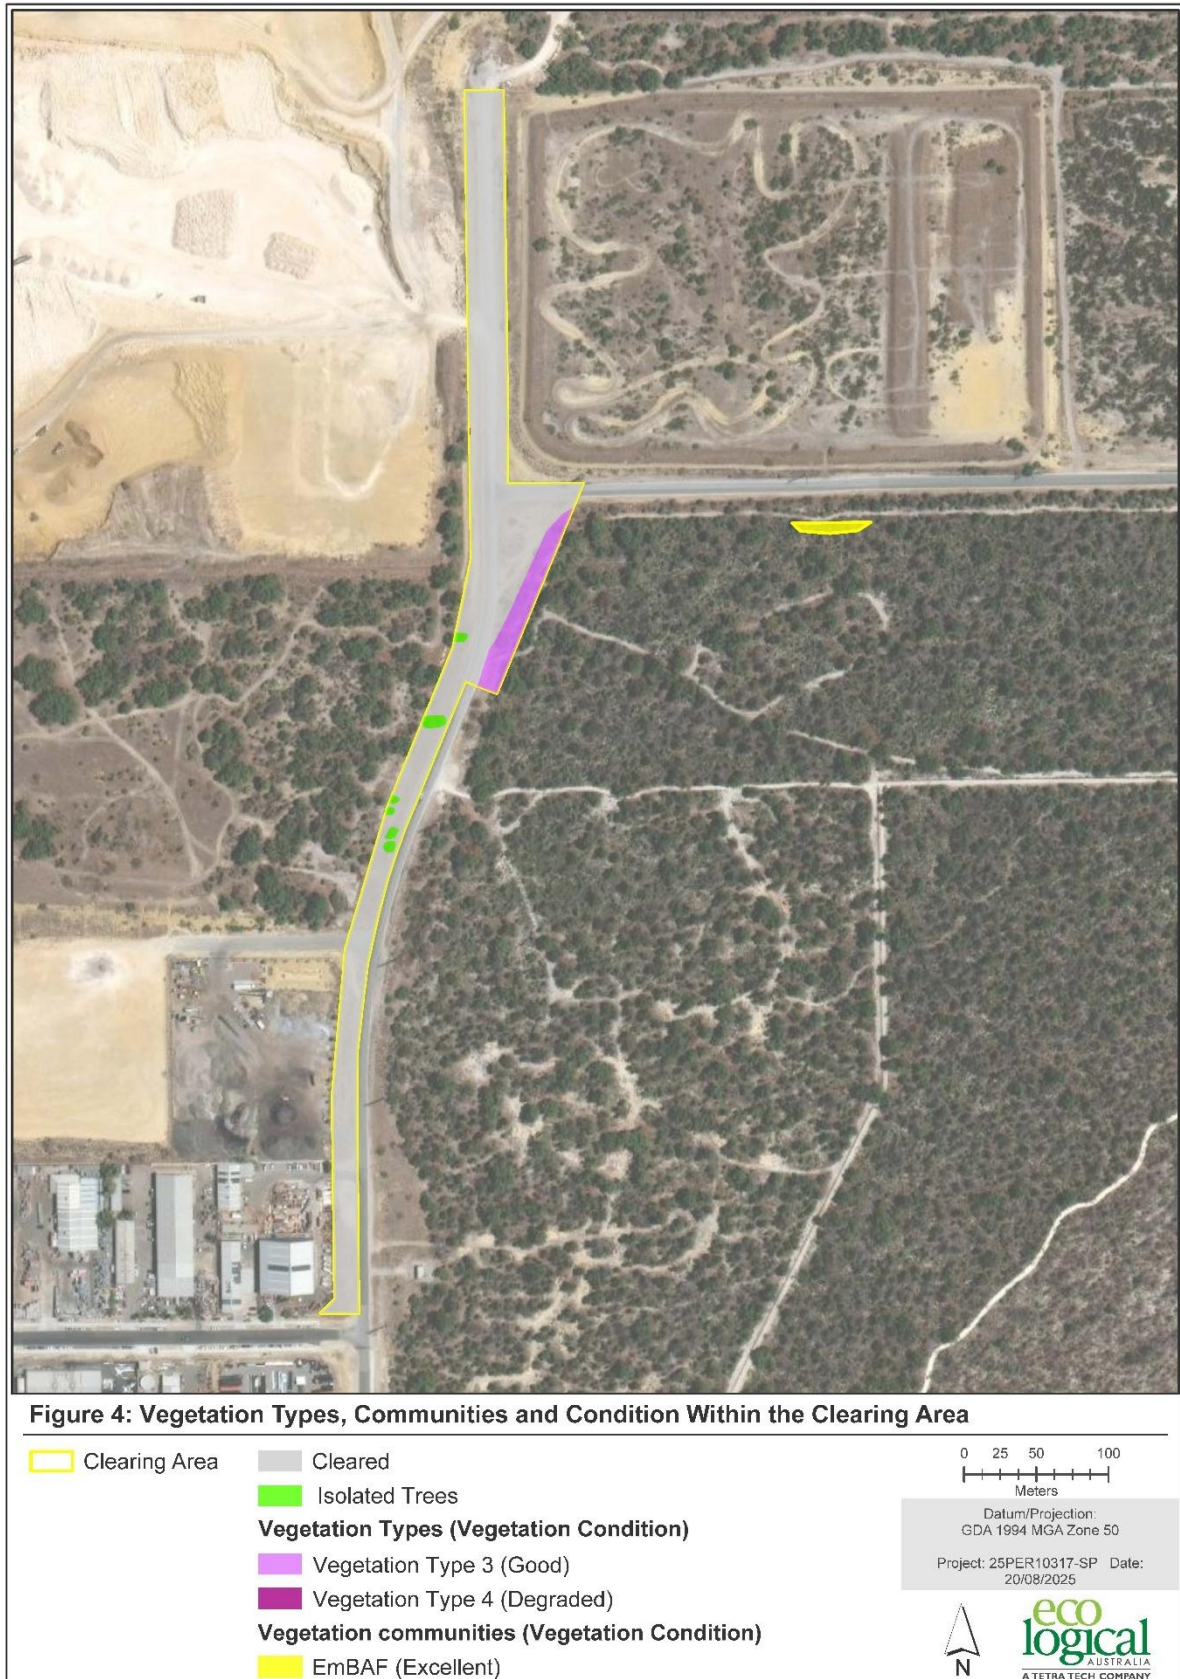 Figure 4: Vegetation Types, Communities and Condition Within the Clearing Area
Clearing Area
Cleared
Isolated Trees
Vegetation Types (Vegetation Condition)
Vegetation Type 3 (Good)
Vegetation Type 4 (Degraded)
Vegetation communities (Vegetation Condition)
EmBAF (Excellent)
0 25 50 100
Meters
Datum/Projection:
GDA 1994 MGA Zone 50
Project: 25PER10317-SP Date:
20/08/2025
N
eco
logical
AUSTRALIA
A TETRA TECH COMPANY